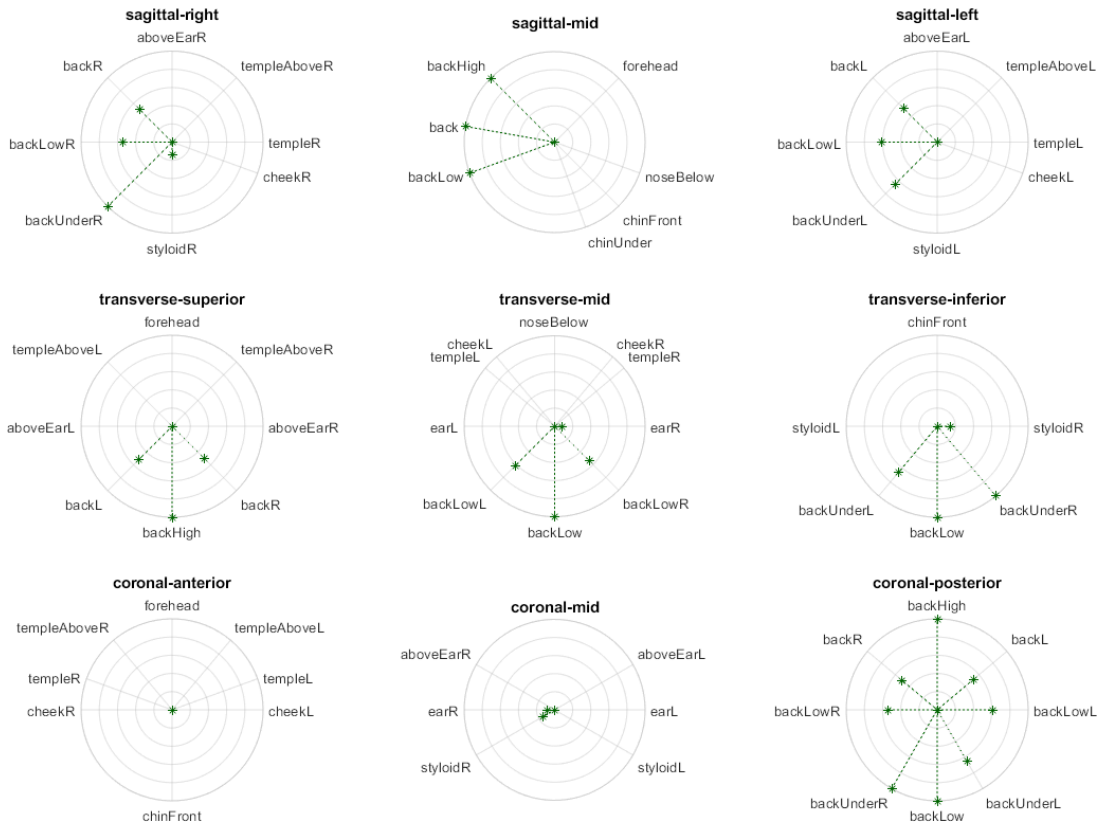 sagittal-right
aboveEarR
backR
templeAboveR
backLowR
templeR
cheekR
backUnderR
styloidR
sagittal-mid
backHigh
forehead
back
backLow
noseBelow
chinFront
chinUnder
sagittal-left
aboveEarL
backL
templeAboveL
backLowL
templeL
cheekL
backUnderL
styloidL
transverse-superior
forehead
templeAboveL
templeAboveR
aboveEarL
aboveEarR
backL
backR
backHigh
transverse-mid
noseBelow
cheekL
cheekR
templeL
templeR
earL
earR
backLowL
backLowR
backLow
transverse-inferior
chinFront
styloidL
styloidR
backUnderL
backUnderR
backLow
coronal-anterior
forehead
templeAboveR
templeAboveL
templeR
templeL
cheekR
cheekL
chinFront
coronal-mid
aboveEarR
aboveEarL
earR
earL
styloidR
styloidL
coronal-posterior
backHigh
backR
backL
backLowR
backLowL
backUnderR
backUnderL
backLow